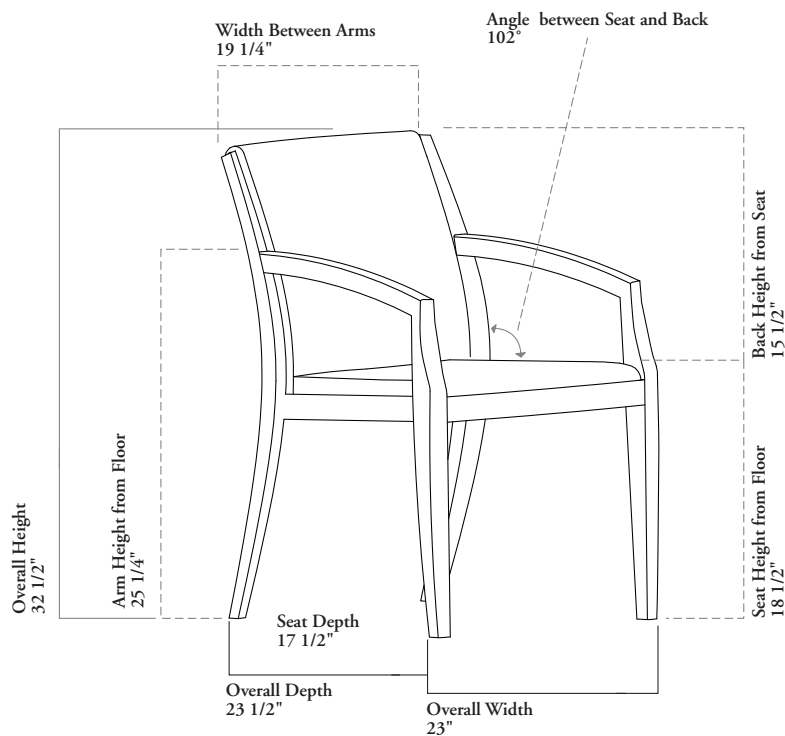 Width Between Arms
19 1/4"
Angle between Seat and Back
102°
Back Height from Seat
15 1/2"
Overall Height
32 1/2"
Arm Height from Floor
25 1/4"
Seat Height from Floor
18 1/2"
Seat Depth
17 1/2"
Overall Depth
23 1/2"
Overall Width
23"